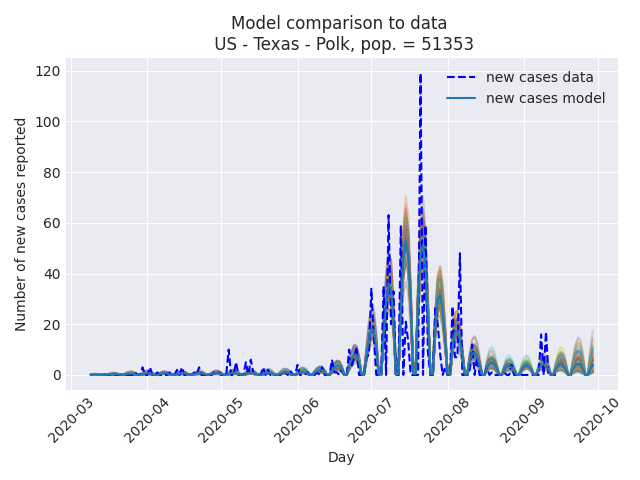 Model comparison to data
US - Texas - Polk, pop. = 51353
new cases data
new cases model
Number of new cases reported
120
100
80
60
40
20
0
2020-03
2020-04
2020-05
2020-06
2020-07
2020-08
2020-09
2020-10
Day